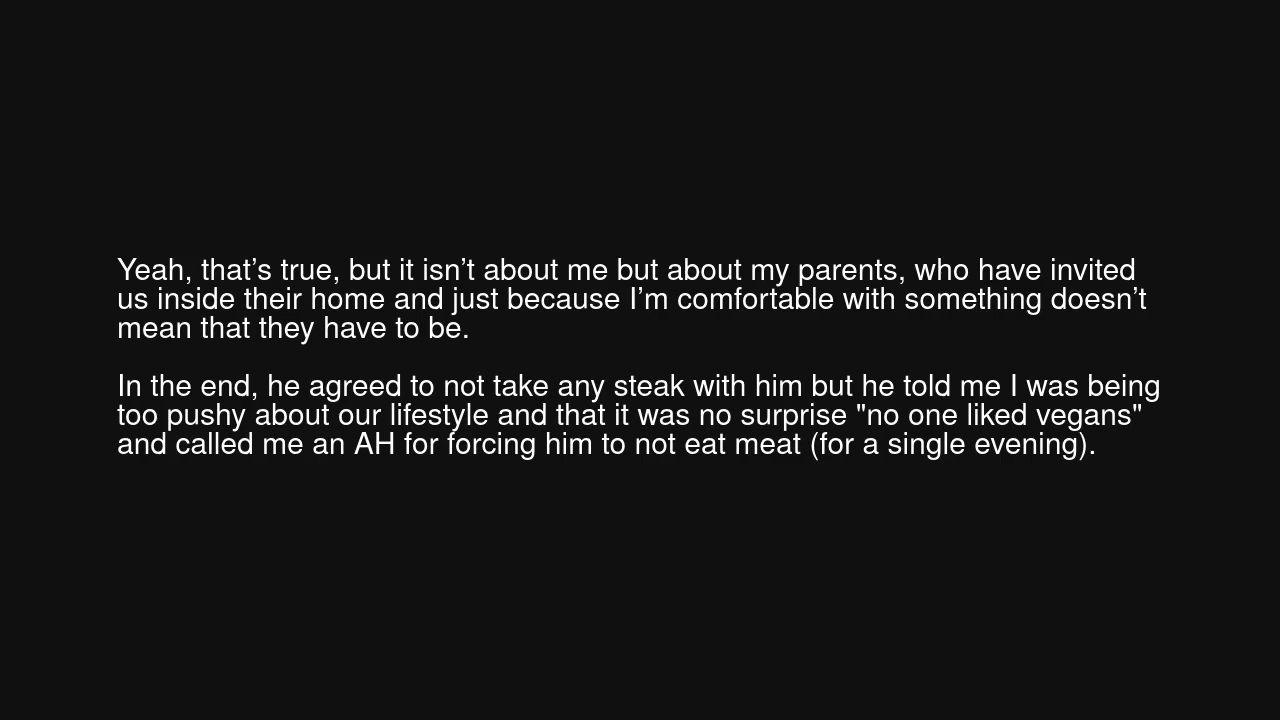 Yeah, that’s true, but it isn’t about me but about my parents, who have invited
us inside their home and just because I’m comfortable with something doesn’t
mean that they have to be.
In the end, he agreed to not take any steak with him but he told me I was being
too pushy about our lifestyle and that it was no surprise "no one liked vegans"
and called me an AH for forcing him to not eat meat (for a single evening).